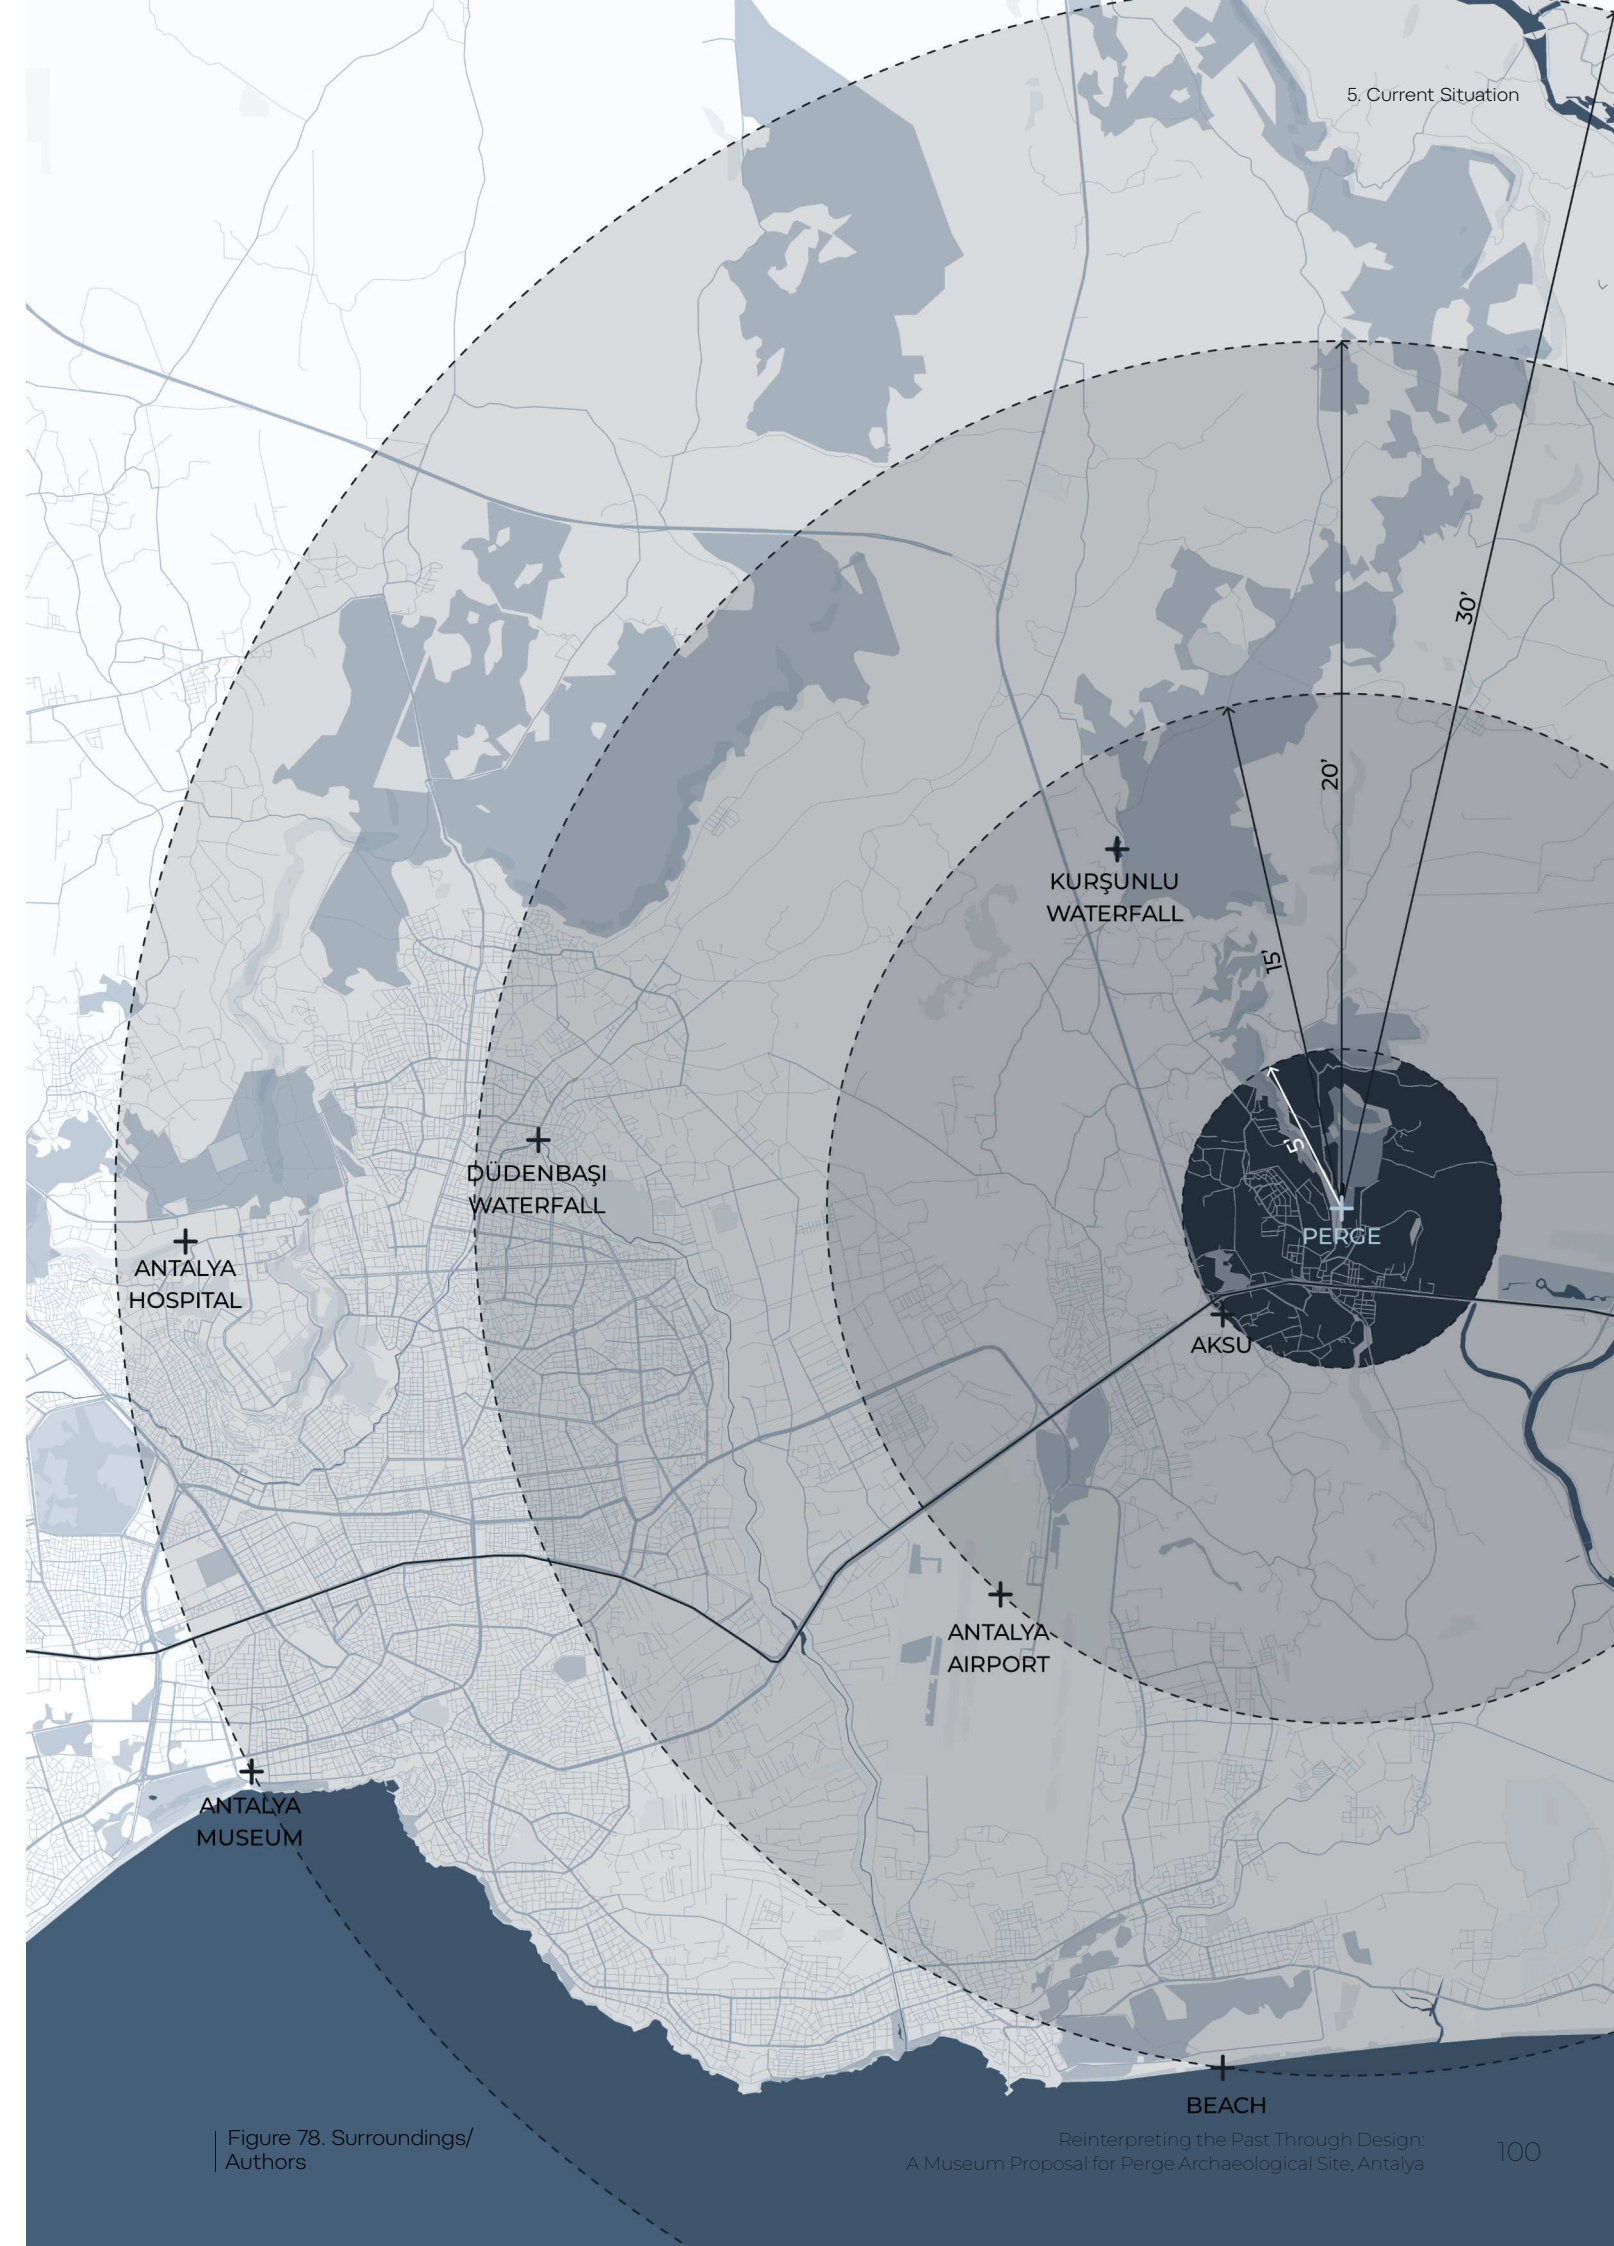 5. Current Situation
30'
20'
KURŞUNLU
WATERFALL
15'
5'
DÜDENBAŞI
WATERFALL
PERGE
ANTALYA
HOSPITAL
AKSU
ANTALYA
AIRPORT
ANTALYA
MUSEUM
BEACH
Figure 78. Surroundings/
Authors
Reinterpreting the Past Through Design:
A Museum Proposal for Perge Archaeological Site, Antalya
100